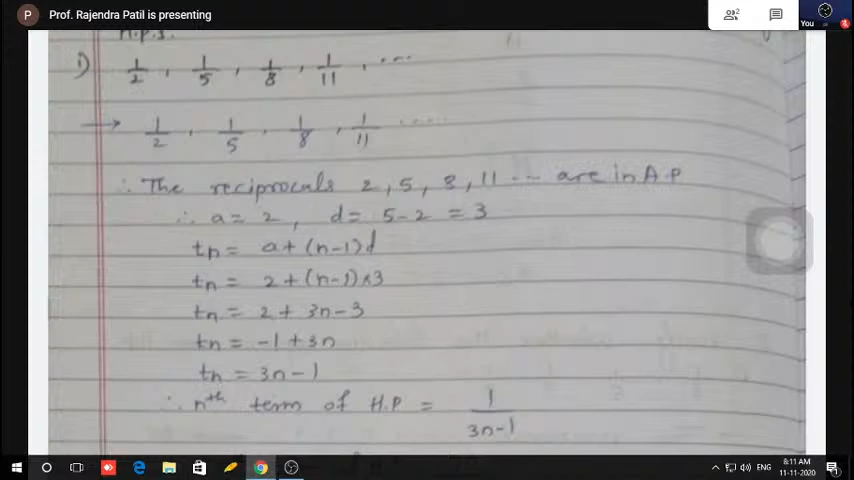 Prof. Rajendra Patil is presenting
2
You
H.P.s.
i) 1/2, 1/5, 1/8, 1/11, ....
→ 1/2, 1/5, 1/8, 1/11 .....
∴ The reciprocals 2, 5, 8, 11 ... are in A.P
∴ a = 2, d = 5-2 = 3
tn = a+(n-1)d
tn = 2+(n-1)×3
tn = 2 + 3n-3
tn = -1+3n
tn = 3n-1
∴ nth term of H.P = 1/3n-1
ENG
8:11 AM
11-11-2020
1